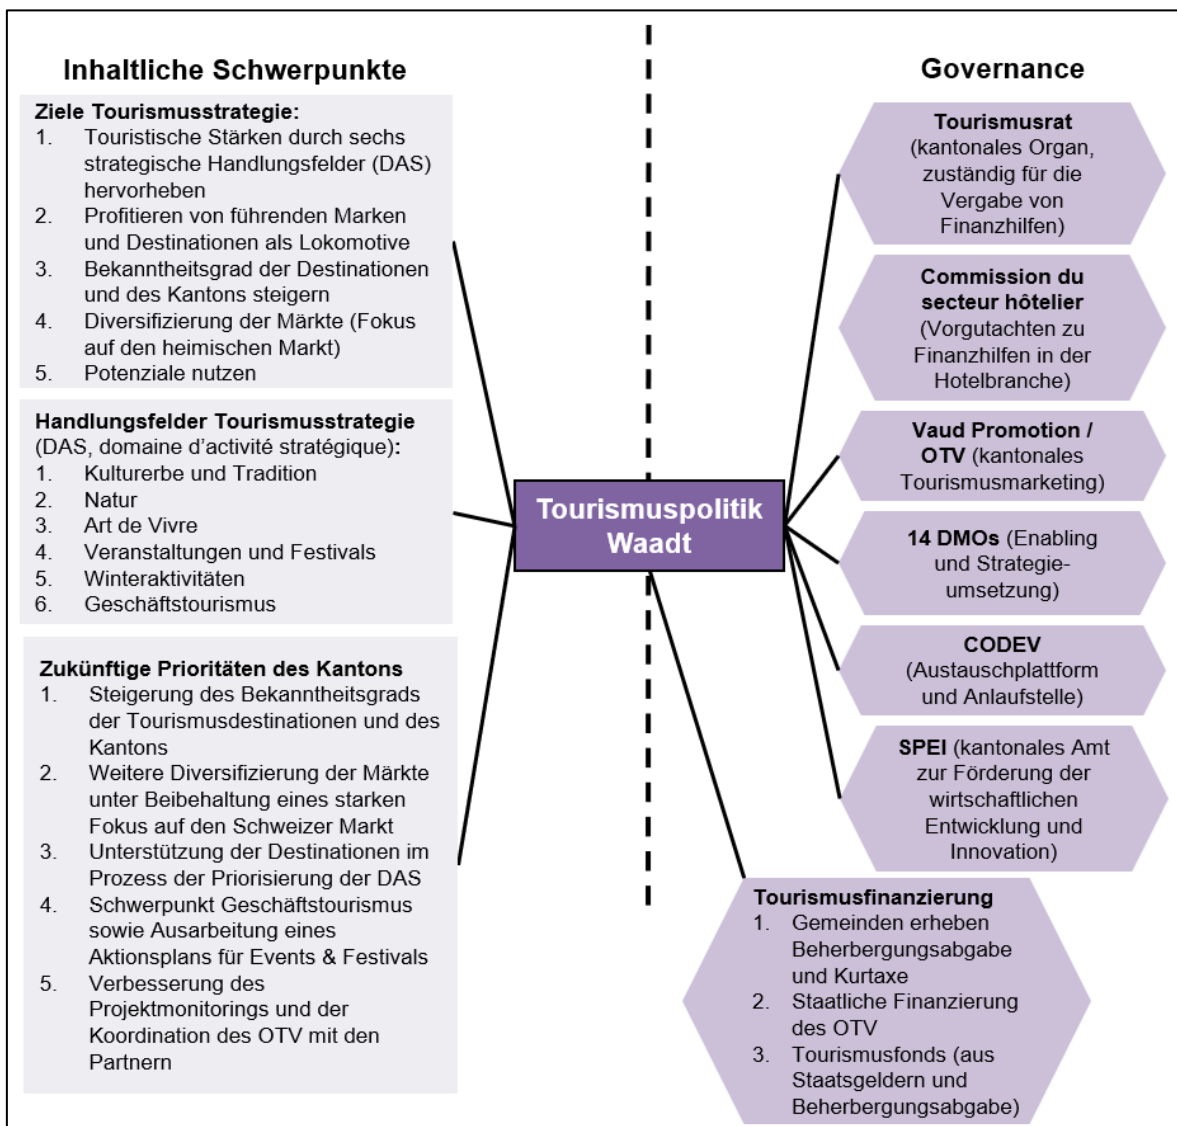 Inhaltliche Schwerpunkte
Ziele Tourismusstrategie:
1. Touristische Stärken durch sechs
strategische Handlungsfelder (DAS)
hervorheben
2. Profitieren von führenden Marken
und Destinationen als Lokomotive
3. Bekanntheitsgrad der Destinationen
und des Kantons steigern
4. Diversifizierung der Märkte (Fokus
auf den heimischen Markt)
5. Potenziale nutzen
Handlungsfelder Tourismusstrategie
(DAS, domaine d'activité stratégique):
1. Kulturerbe und Tradition
2. Natur
3. Art de Vivre
4. Veranstaltungen und Festivals
5. Winteraktivitäten
6. Geschäftstourismus
Zukünftige Prioritäten des Kantons
1. Steigerung des Bekanntheitsgrads
der Tourismusdestinationen und des
Kantons
2. Weitere Diversifizierung der Märkte
unter Beibehaltung eines starken
Fokus auf den Schweizer Markt
3. Unterstützung der Destinationen im
Prozess der Priorisierung der DAS
4. Schwerpunkt Geschäftstourismus
sowie Ausarbeitung eines
Aktionsplans für Events & Festivals
5. Verbesserung des
Projektmonitorings und der
Koordination des OTV mit den
Partnern
Tourismuspolitik
Waadt
Governance
Tourismusrat
(kantonales Organ,
zuständig für die
Vergabe von
Finanzhilfen)
Commission du
secteur hôtelier
(Vorgutachten zu
Finanzhilfen in der
Hotelbranche)
Vaud Promotion /
OTV (kantonales
Tourismusmarketing)
14 DMOs (Enabling
und Strategie-
umsetzung)
CODEV
(Austauschplattform
und Anlaufstelle)
SPEI (kantonales Amt
zur Förderung der
wirtschaftlichen
Entwicklung und
Innovation)
Tourismusfinanzierung
1. Gemeinden erheben
Beherbergungsabgabe
und Kurtaxe
2. Staatliche Finanzierung
des OTV
3. Tourismusfonds (aus
Staatsgeldern und
Beherbergungsabgabe)